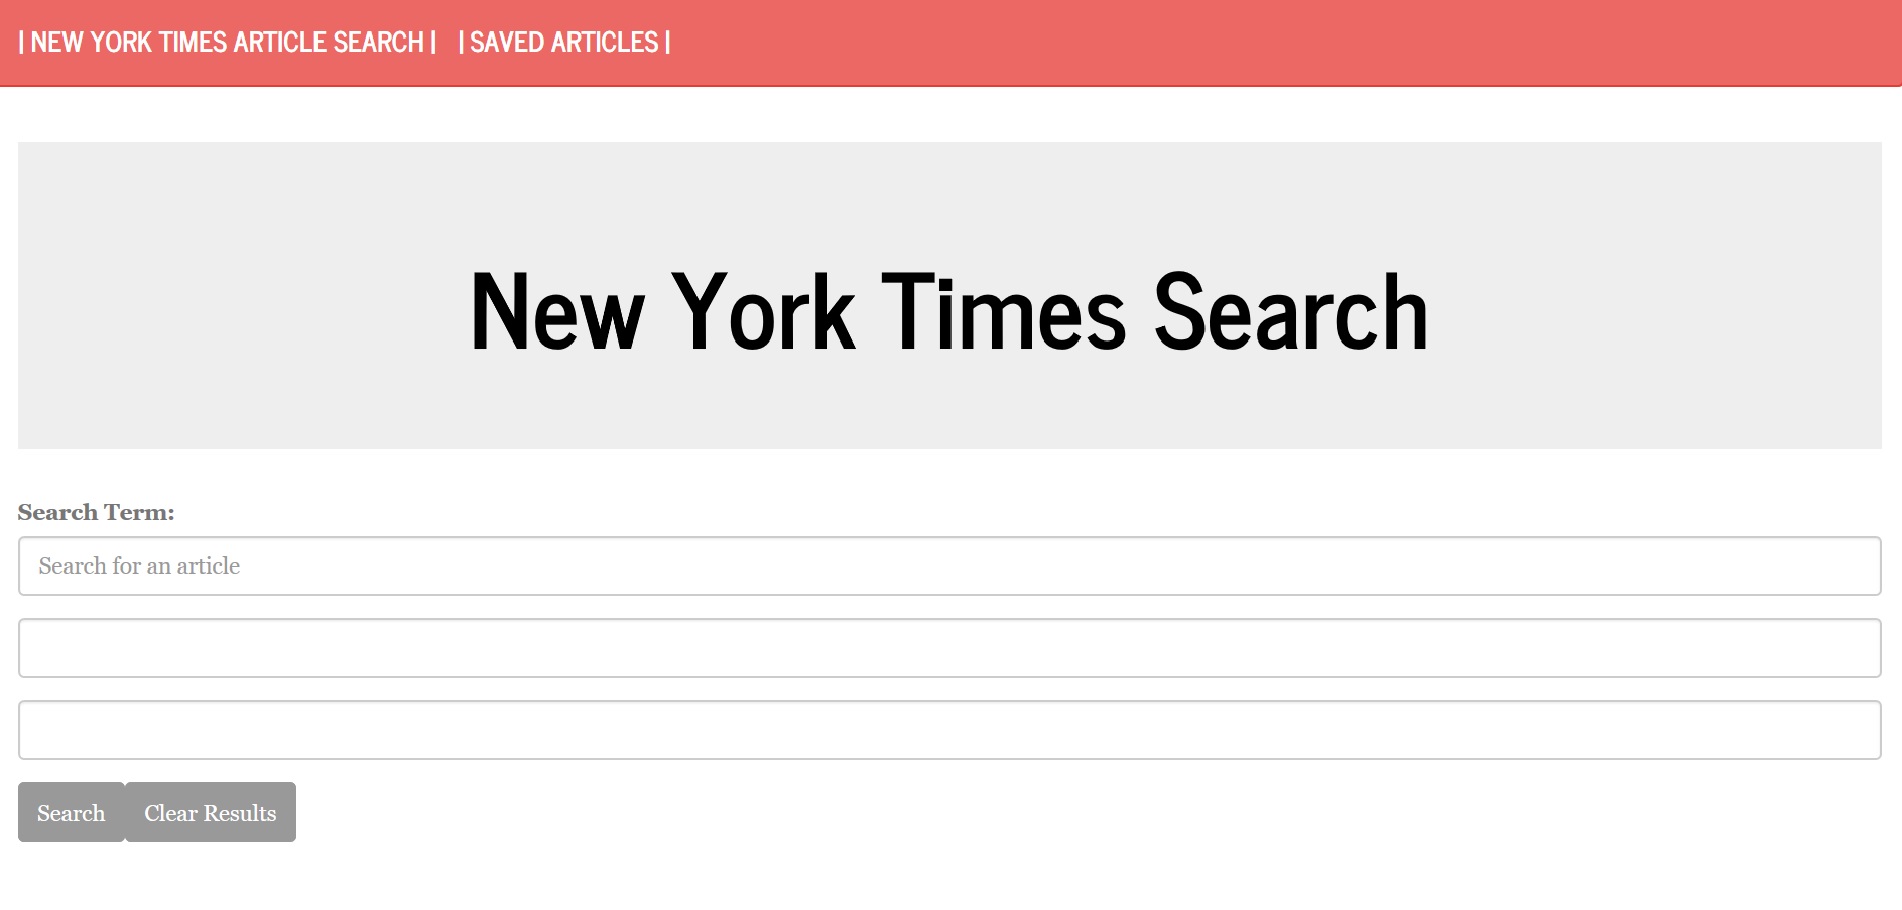 | NEW YORK TIMES ARTICLE SEARCH | | SAVED ARTICLES |
New York Times Search
Search Term:
Search for an article
Search Clear Results